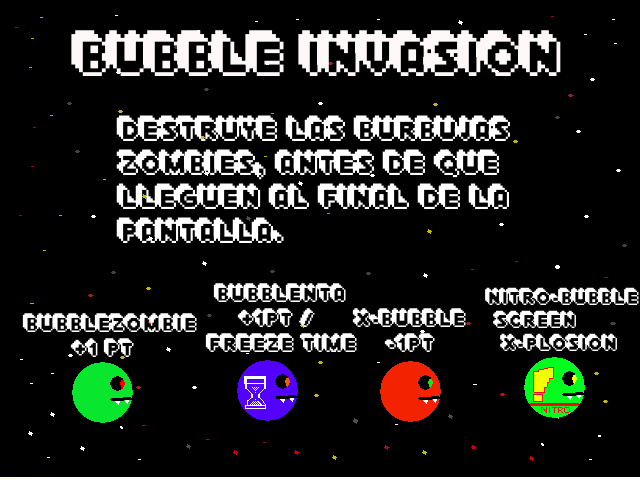 BUBBLE INVASION
DESTRUYE LAS BURBUJAS
ZOMBIES, ANTES DE QUE
LLEGUEN AL FINAL DE LA
PANTALLA.
BUBBLEZOMBIE
+1 PT
BUBBLENTA
+1PT /
FREEZE TIME
X-BUBBLE
-1PT
NITRO-BUBBLE
SCREEN
X-PLOSION
NITRO